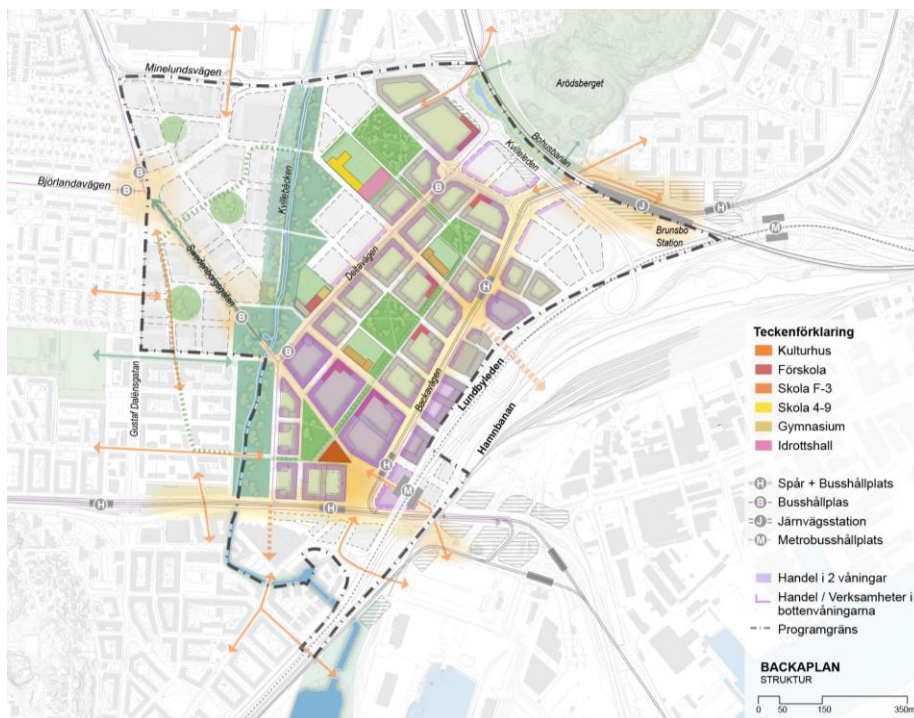 Minelundsvägen
Arödsberget
Kvilleleden
Bohusbanan
Björlandavägen
B
B
Kvillebäcken
B
J
H
Brunsbo
Station
M
Swedenborgsgatan
Deltavägen
H
B
B
Gustaf Dalénsgatan
Backavägen
Lundbyleden
Hamnbanan
H
M
H
H
Teckenförklaring
Kulturhus
Förskola
Skola F-3
Skola 4-9
Gymnasium
Idrottshall
H Spår + Busshållplats
B Busshållplas
J Järnvägsstation
M Metrobusshållplats
Handel i 2 våningar
Handel / Verksamheter i
bottenvåningarna
Programgräns
BACKAPLAN
STRUKTUR
0 50 150 350m